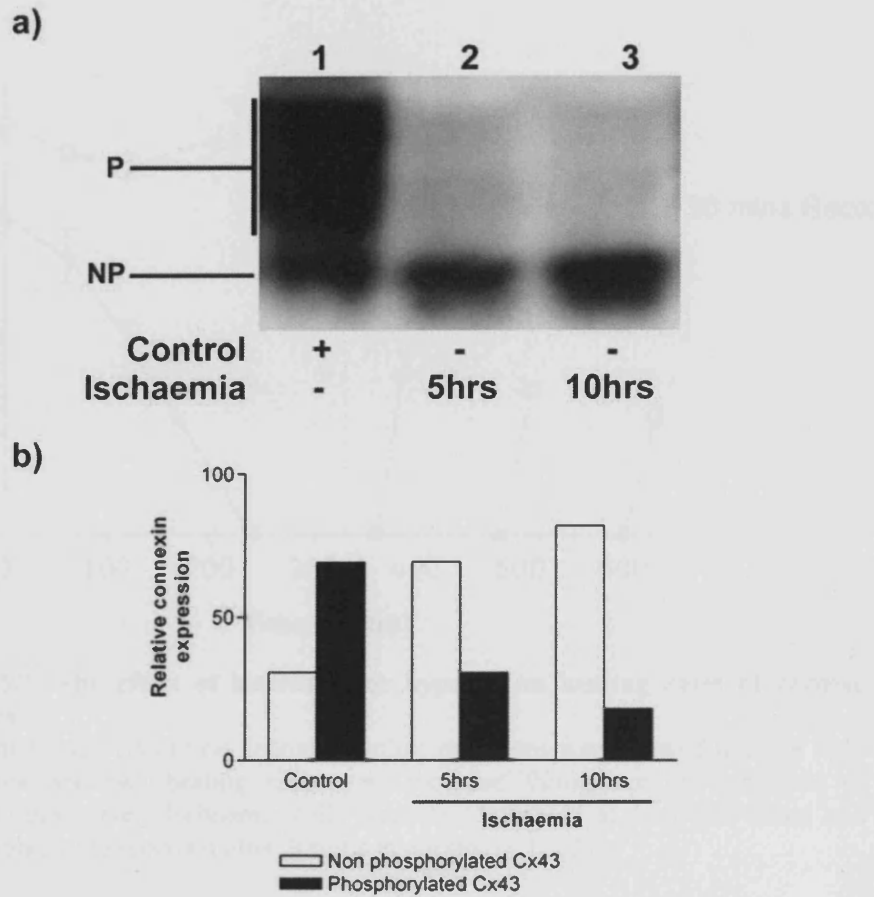 a)
1 2 3
P
NP
Control + - -
Ischaemia - 5hrs 10hrs
b)
100
50
0
Relative connexin
expression
Control 5hrs 10hrs
Ischaemia
Non phosphorylated Cx43
Phosphorylated Cx43